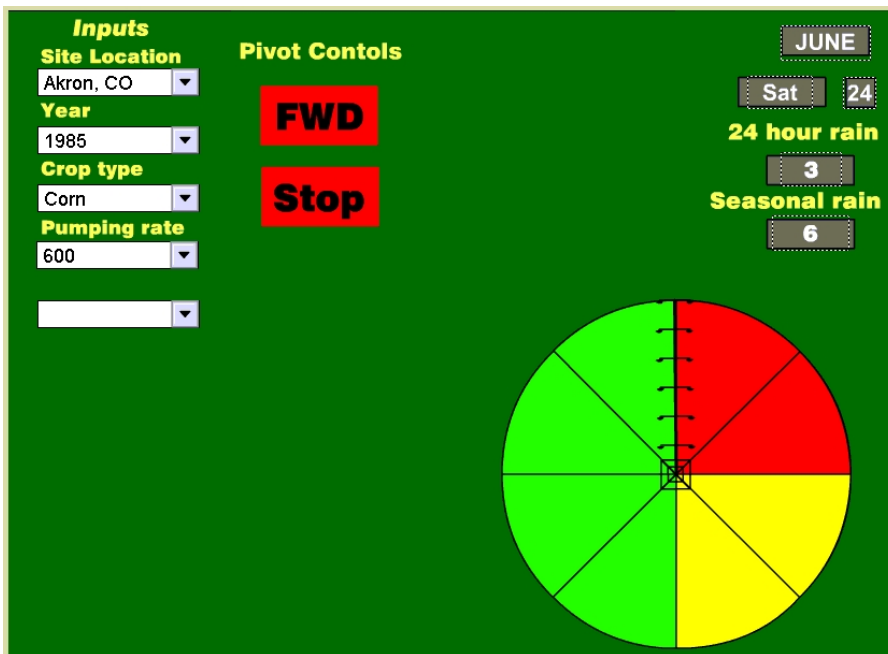 Inputs
Site Location
Akron, CO
Year
1985
Crop type
Corn
Pumping rate
600
Pivot Contols
FWD
Stop
JUNE
Sat 24
24 hour rain
3
Seasonal rain
6